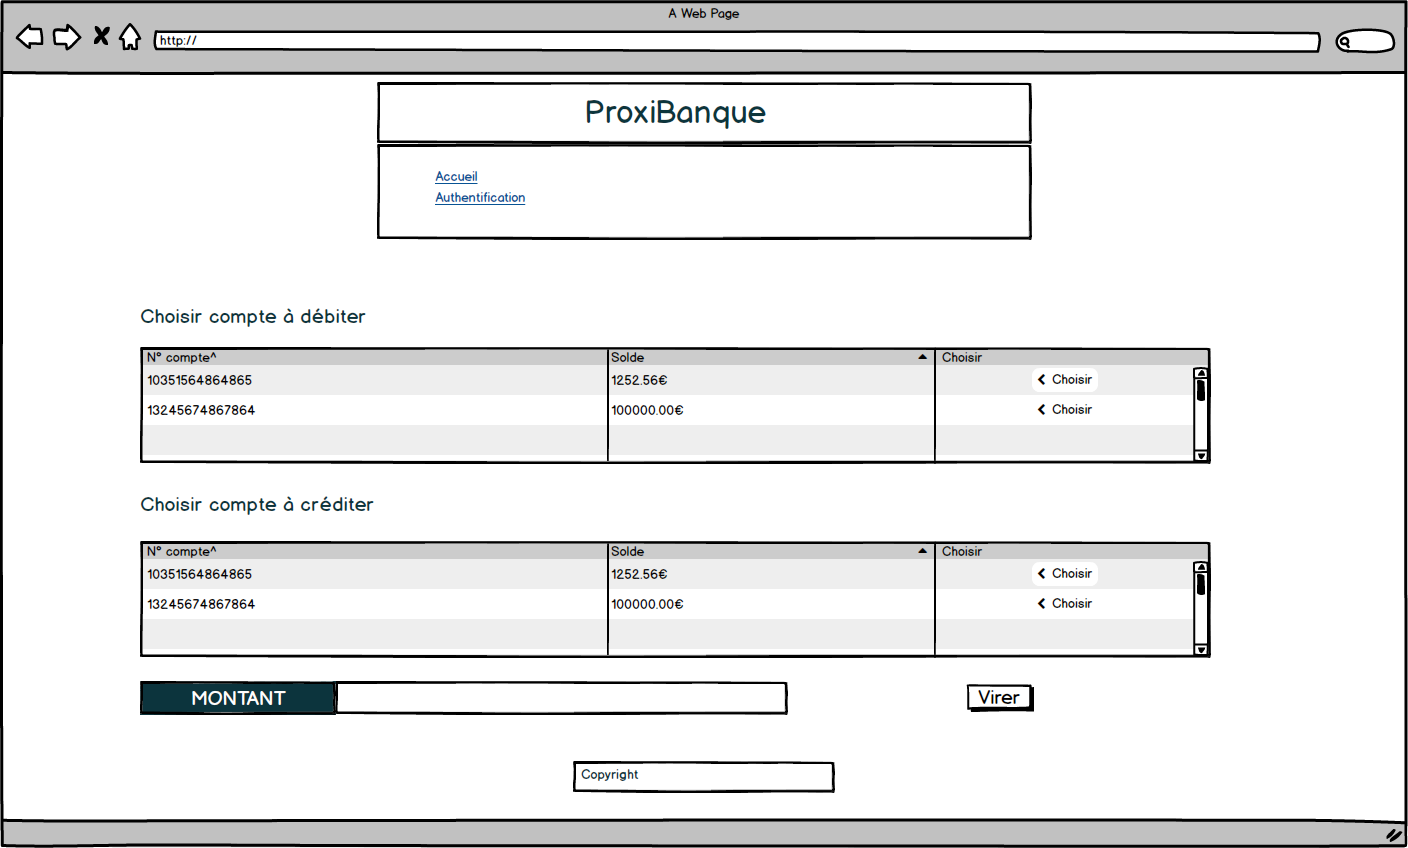 A Web Page
http://
ProxiBanque
Accueil
Authentification
Choisir compte à débiter
N° compte^ Solde Choisir
10351564864865 1252.56€ Choisir
13245674867864 100000.00€ Choisir
Choisir compte à créditer
N° compte^ Solde Choisir
10351564864865 1252.56€ Choisir
13245674867864 100000.00€ Choisir
MONTANT Virer
Copyright